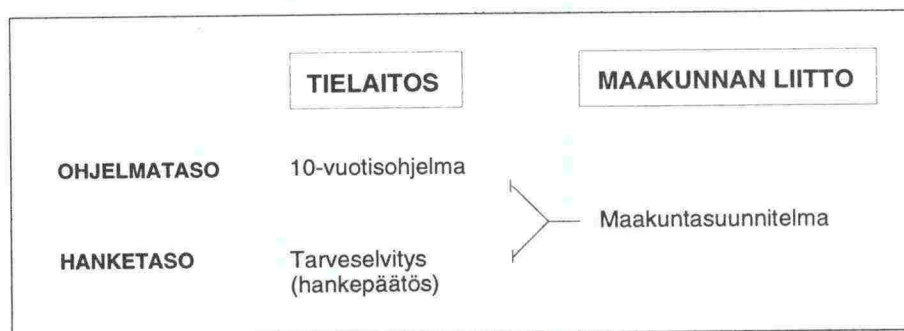 TIELAITOS MAAKUNNAN LIITTO
OHJELMATASO 10-vuotisohjelma
Maakuntasuunnitelma
HANKETASO Tarveselvitys
(hankepäätös)